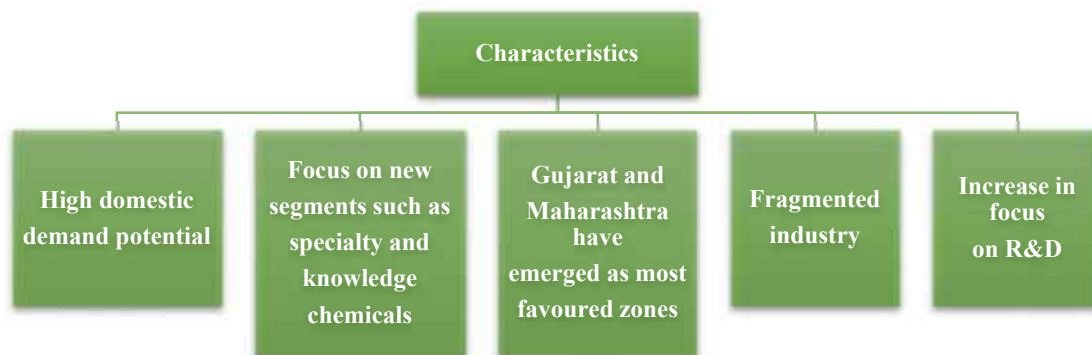 Characteristics
High domestic
demand potential
Focus on new
segments such as
specialty and
knowledge
chemicals
Gujarat and
Maharashtra
have
emerged as most
favoured zones
Fragmented
industry
Increase in
focus
on R&D